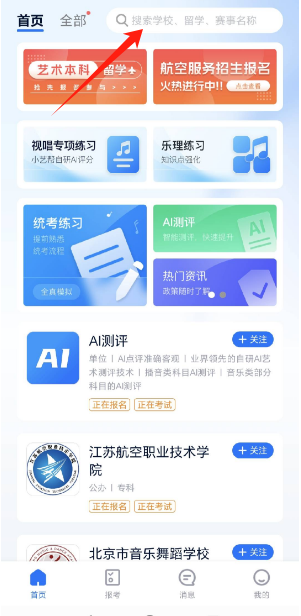 首页 全部 搜索学校、留学、赛事名称
艺术本科 留学
抢先服务参与
航空服务招生报名
火热进行中!! 点击查看
视唱专项练习
小艺帮自研AI评分
乐理练习
知识点强化
统考练习
提前熟悉
统考流程
全真模拟
AI测评
智能测评、快速提升
AI
热门资讯
政策随时了解
AI
AI测评
+ 关注
单位 | AI点评准确客观 | 业界领先的自研AI艺
术测评技术 | 播音类科目AI测评 | 音乐类部分
科目的AI测评
正在报名 正在考试
江苏航空职业技术学
院
+ 关注
公办 | 专科
正在报名 正在考试
北京市音乐舞蹈学校
+ 关注
首页 报考 消息 我的